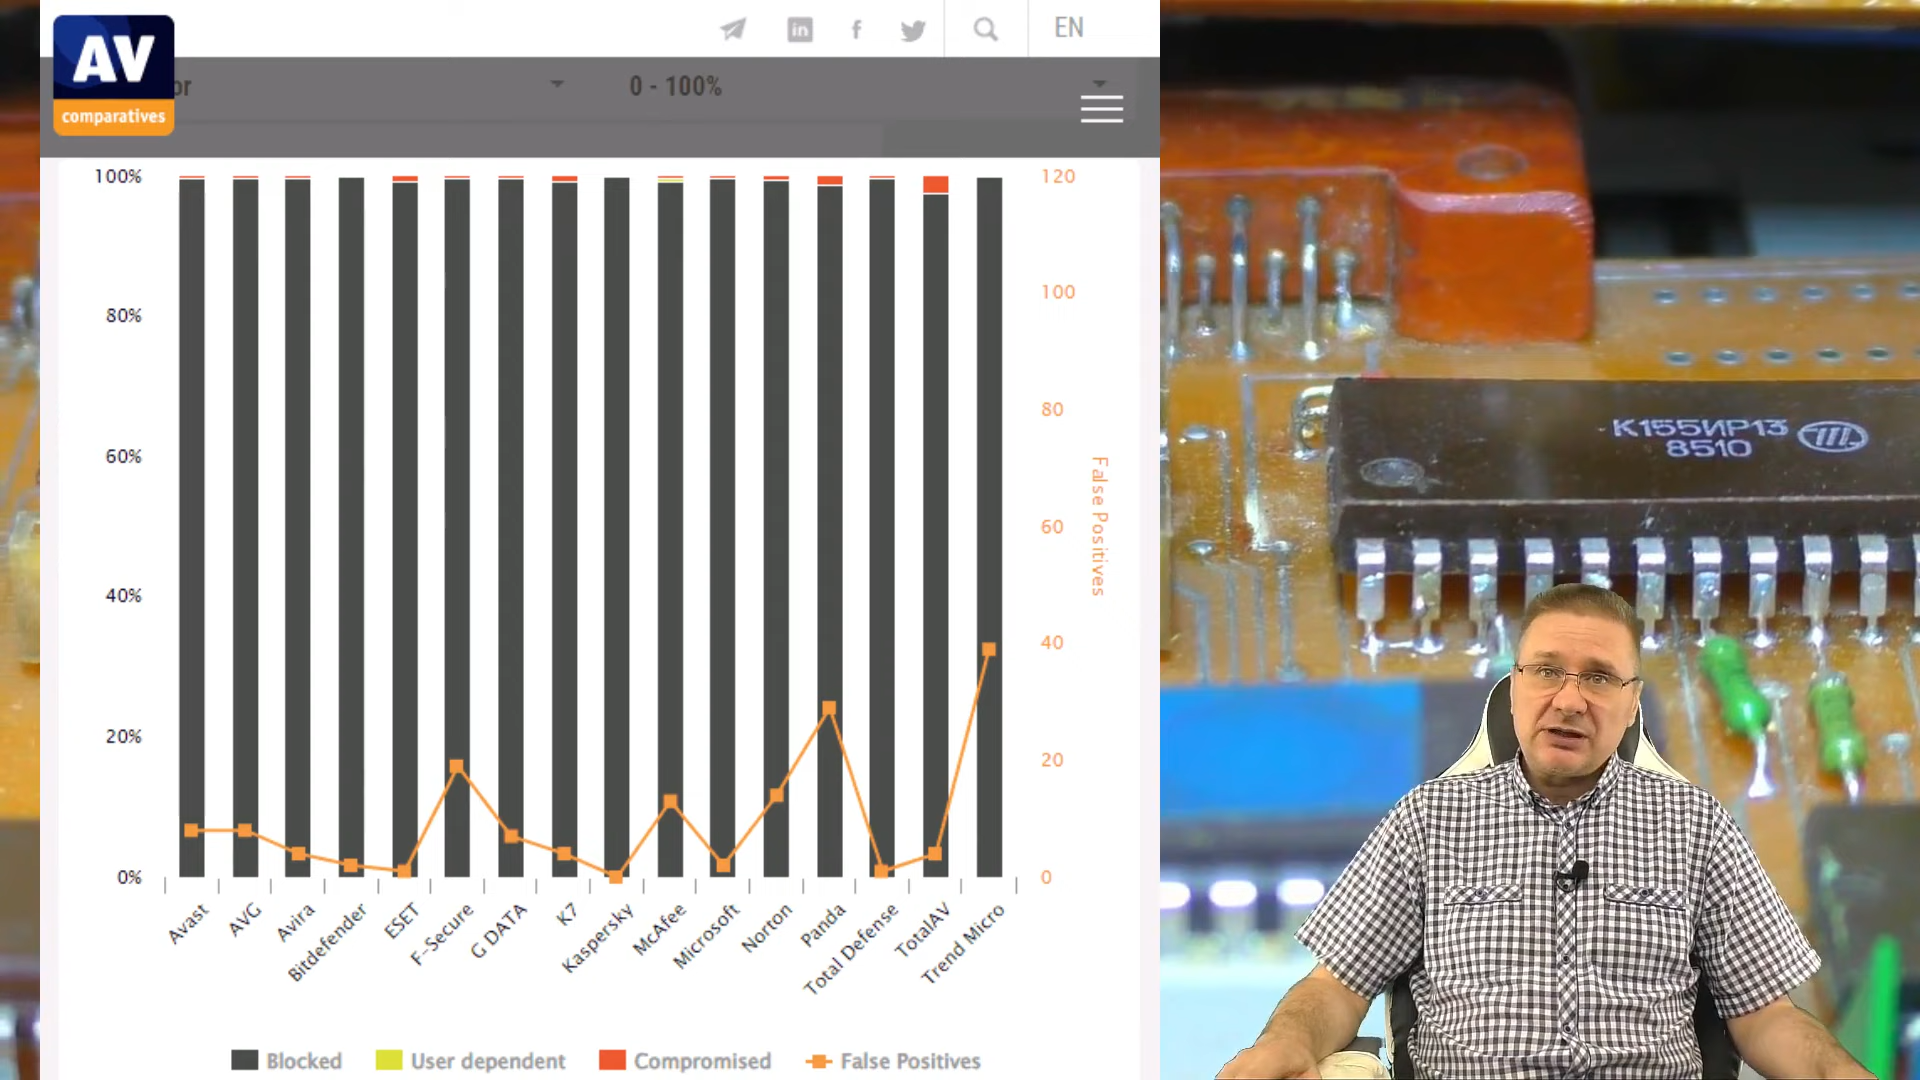 AV
comparatives
in
f
EN
or
0 - 100%
100%
80%
60%
40%
20%
0%
120
100
80
60
40
20
0
False Positives
Avast
AVG
Avira
Bitdefender
ESET
F-Secure
G DATA
K7
Kaspersky
McAfee
Microsoft
Norton
Panda
Total Defense
TotalAV
Trend Micro
Blocked
User dependent
Compromised
False Positives
К155ИР13
8510